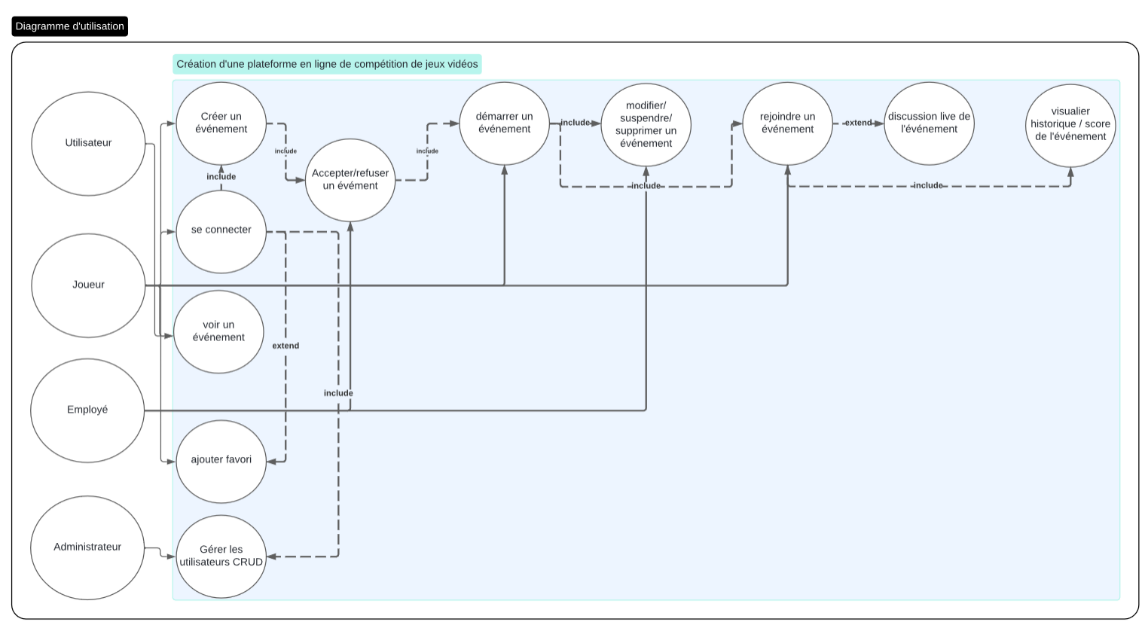 Diagramme d'utilisation
Création d'une plateforme en ligne de compétition de jeux vidéos
Utilisateur
Joueur
Employé
Administrateur
Créer un
événement
include
include
Accepter/refuser
un évément
include
démarrer un
événement
include
modifier/
suspendre/
supprimer un
événement
include
rejoindre un
événement
extend
discussion live de
l'événement
visualier
historique / score
de l'événement
include
se connecter
voir un
événement
extend
include
ajouter favori
Gérer les
utilisateurs CRUD